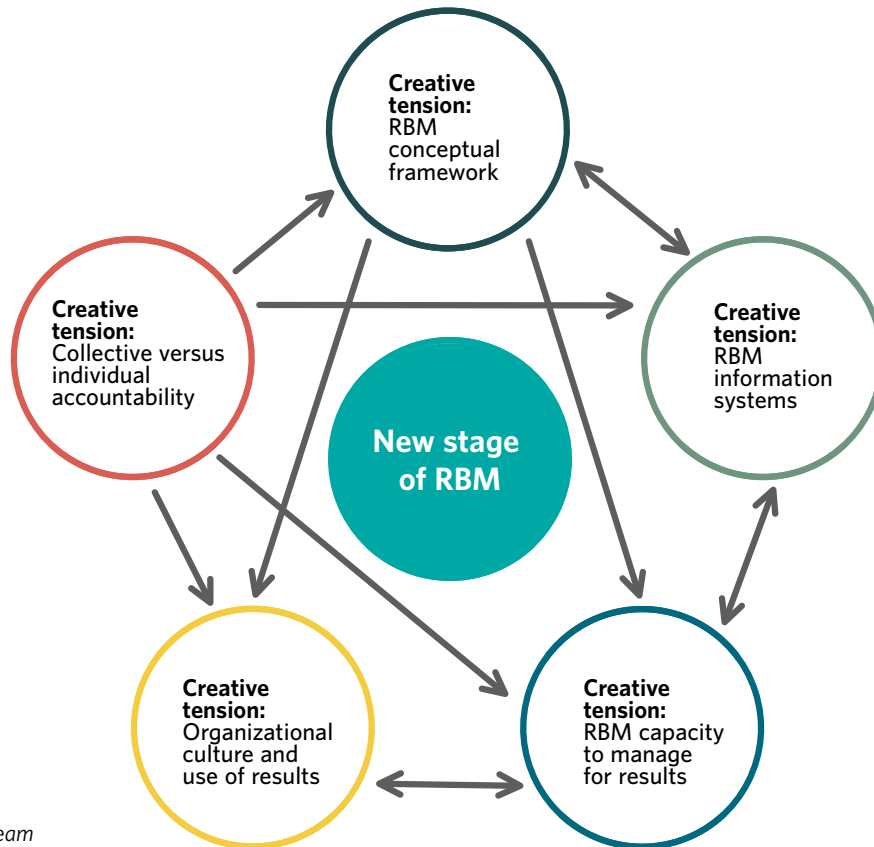 Creative
tension:
RBM
conceptual
framework
Creative
tension:
Collective versus
individual
accountability
Creative
tension:
RBM
information
systems
New stage
of RBM
Creative
tension:
Organizational
culture and
use of results
Creative
tension:
RBM capacity
to manage
for results